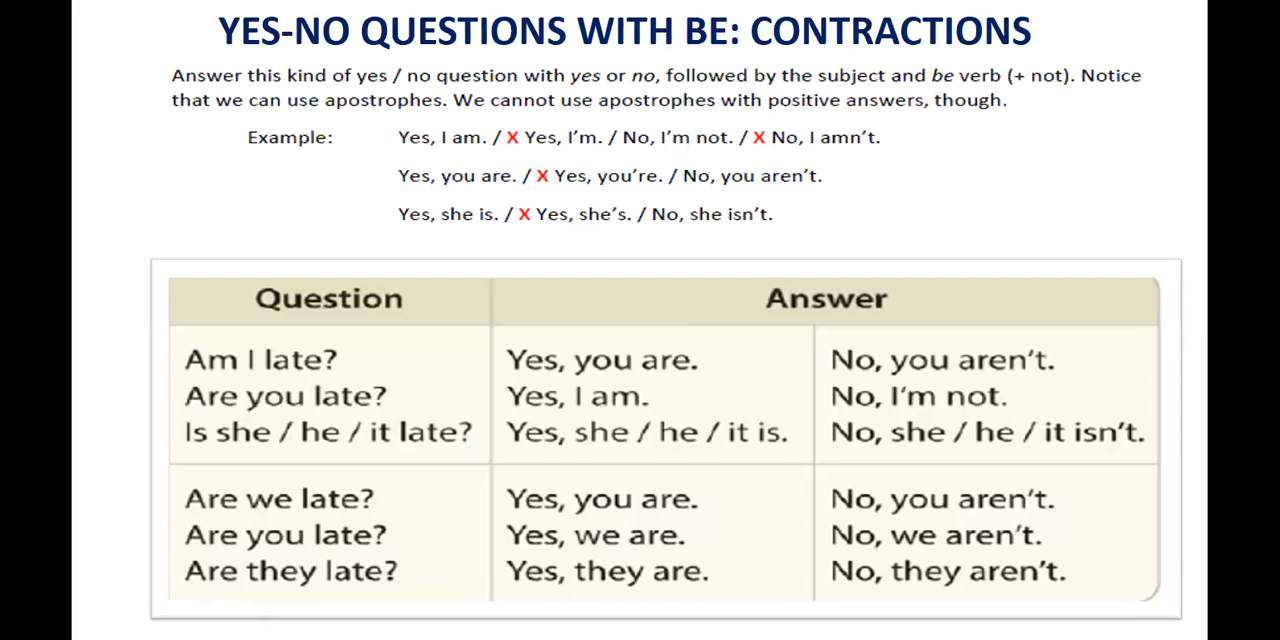 YES-NO QUESTIONS WITH BE: CONTRACTIONS
Answer this kind of yes / no question with yes or no, followed by the subject and be verb (+ not). Notice
that we can use apostrophes. We cannot use apostrophes with positive answers, though.
Example: Yes, I am. / X Yes, I’m. / No, I’m not. / X No, I amn’t.
Yes, you are. / X Yes, you’re. / No, you aren’t.
Yes, she is. / X Yes, she’s. / No, she isn’t.
Question Answer
Am I late? Yes, you are. No, you aren’t.
Are you late? Yes, I am. No, I’m not.
Is she / he / it late? Yes, she / he / it is. No, she / he / it isn’t.
Are we late? Yes, you are. No, you aren’t.
Are you late? Yes, we are. No, we aren’t.
Are they late? Yes, they are. No, they aren’t.